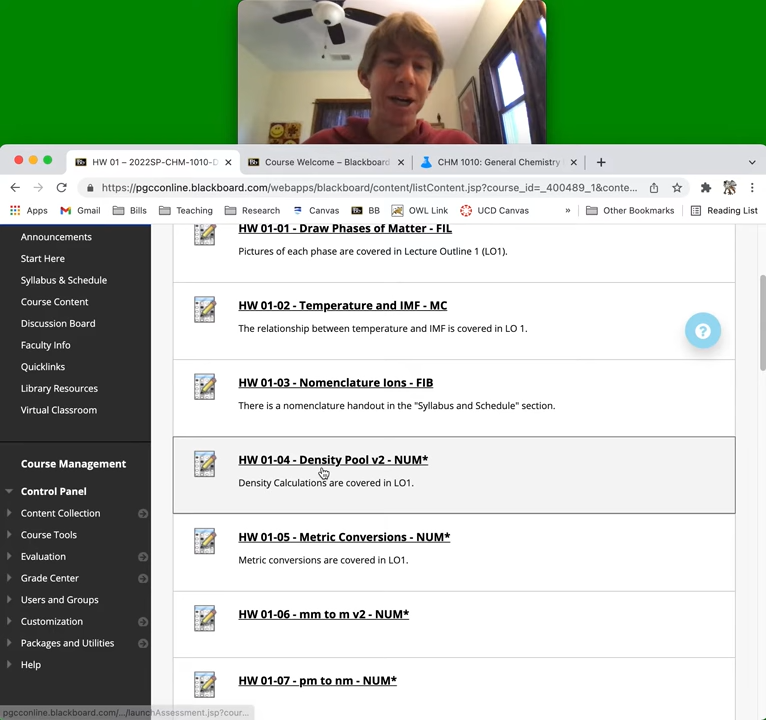 HW 01 – 2022SP-CHM-1010-D
Course Welcome – Blackboard
CHM 1010: General Chemistry
https://pgcconline.blackboard.com/webapps/blackboard/content/listContent.jsp?course_id=_400489_1&conte...
Apps
Gmail
Bills
Teaching
Research
Canvas
BB
OWL Link
UCD Canvas
»
Other Bookmarks
Reading List
Announcements
Start Here
Syllabus & Schedule
Course Content
Discussion Board
Faculty Info
Quicklinks
Library Resources
Virtual Classroom
Course Management
Control Panel
Content Collection
Course Tools
Evaluation
Grade Center
Users and Groups
Customization
Packages and Utilities
Help
HW 01-01 - Draw Phases of Matter - FIL
Pictures of each phase are covered in Lecture Outline 1 (LO1).
HW 01-02 - Temperature and IMF - MC
The relationship between temperature and IMF is covered in LO 1.
HW 01-03 - Nomenclature Ions - FIB
There is a nomenclature handout in the "Syllabus and Schedule" section.
HW 01-04 - Density Pool v2 - NUM*
Density Calculations are covered in LO1.
HW 01-05 - Metric Conversions - NUM*
Metric conversions are covered in LO1.
HW 01-06 - mm to m v2 - NUM*
HW 01-07 - pm to nm - NUM*
?
pgcconline.blackboard.com/.../launchAssessment.jsp?cour...